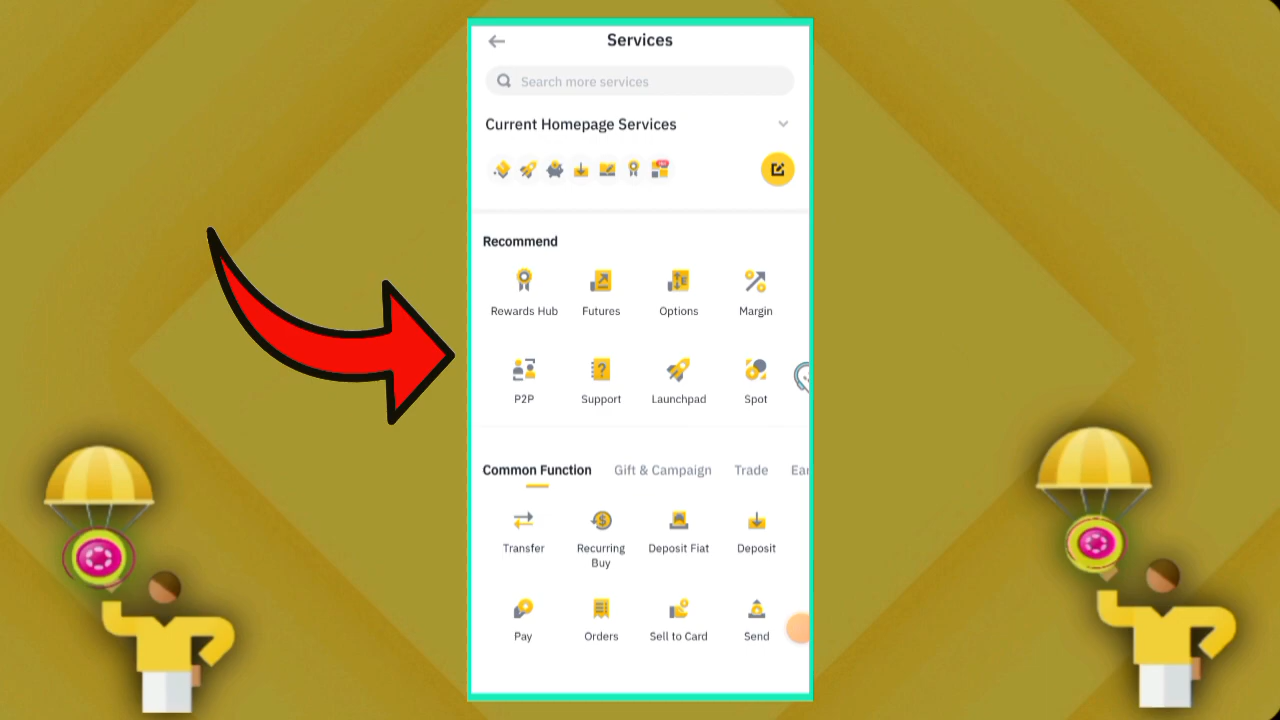 Services
Search more services
Current Homepage Services
Recommend
Rewards Hub Futures Options Margin
P2P Support Launchpad Spot
Common Function Gift & Campaign Trade Ear
Transfer Recurring Buy Deposit Fiat Deposit
Pay Orders Sell to Card Send